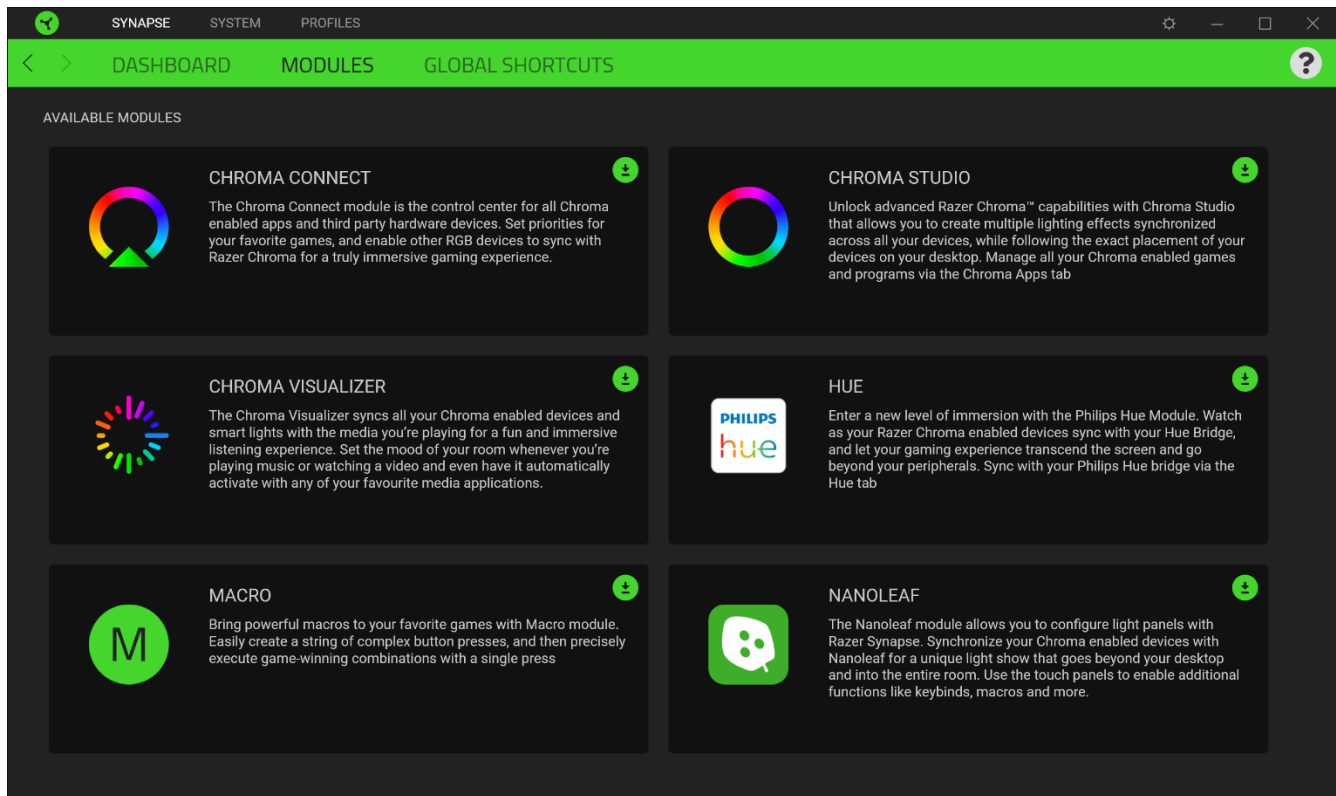 SYNAPSE SYSTEM PROFILES
DASHBOARD MODULES GLOBAL SHORTCUTS ?
AVAILABLE MODULES
CHROMA CONNECT
The Chroma Connect module is the control center for all Chroma
enabled apps and third party hardware devices. Set priorities for
your favorite games, and enable other RGB devices to sync with
Razer Chroma for a truly immersive gaming experience.
CHROMA STUDIO
Unlock advanced Razer Chroma™ capabilities with Chroma Studio
that allows you to create multiple lighting effects synchronized
across all your devices, while following the exact placement of your
devices on your desktop. Manage all your Chroma enabled games
and programs via the Chroma Apps tab
CHROMA VISUALIZER
The Chroma Visualizer syncs all your Chroma enabled devices and
smart lights with the media you’re playing for a fun and immersive
listening experience. Set the mood of your room whenever you’re
playing music or watching a video and even have it automatically
activate with any of your favourite media applications.
PHILIPS
hue
HUE
Enter a new level of immersion with the Philips Hue Module. Watch
as your Razer Chroma enabled devices sync with your Hue Bridge,
and let your gaming experience transcend the screen and go
beyond your peripherals. Sync with your Philips Hue bridge via the
Hue tab
M
MACRO
Bring powerful macros to your favorite games with Macro module.
Easily create a string of complex button presses, and then precisely
execute game-winning combinations with a single press
NANOLEAF
The Nanoleaf module allows you to configure light panels with
Razer Synapse. Synchronize your Chroma enabled devices with
Nanoleaf for a unique light show that goes beyond your desktop
and into the entire room. Use the touch panels to enable additional
functions like keybinds, macros and more.